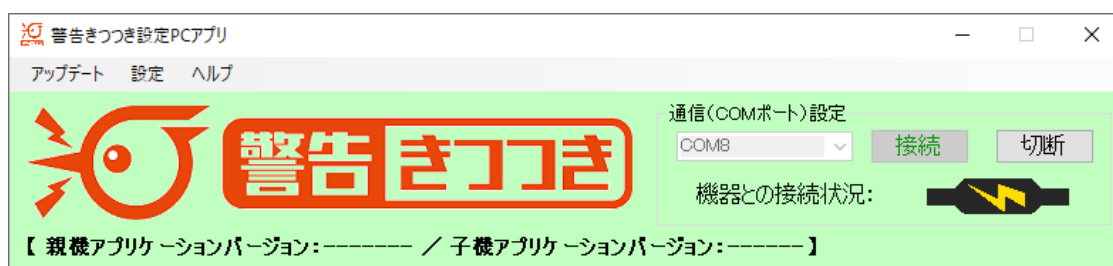 警告きつつき設定PCアプリ
アップデート 設定 ヘルプ
警告きつつき
通信(COMポート)設定
COM8 接続 切断
機器との接続状況:
【 親機アプリケーションバージョン:------- / 子機アプリケーションバージョン:------】